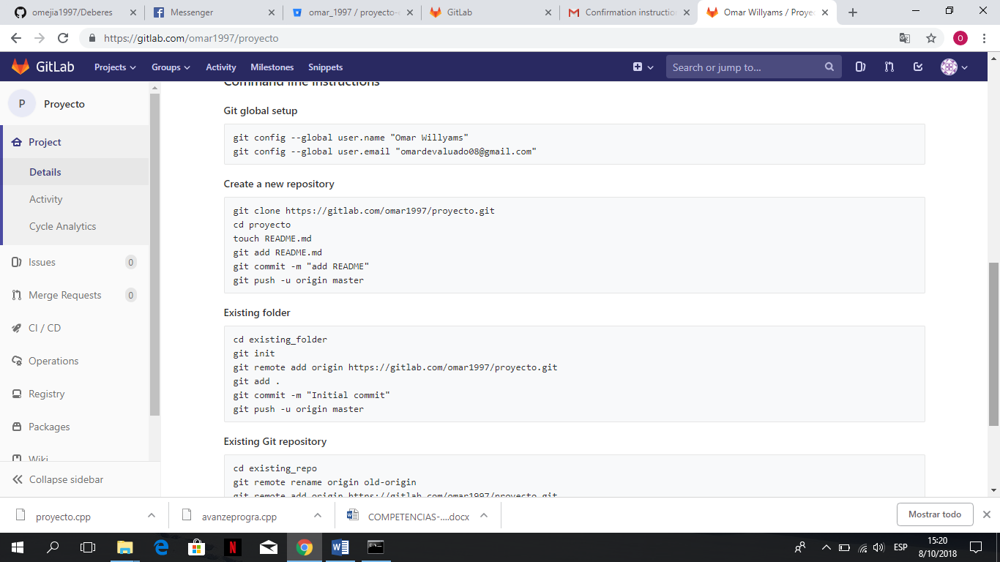 omejia1997/Deberes
Messenger
omar_1997 / proyecto-
GitLab
Confirmation instructio
Omar Willyams / Proye
https://gitlab.com/omar1997/proyecto
O
GitLab
Projects
Groups
Activity
Milestones
Snippets
Search or jump to...
P
Proyecto
Project
Details
Activity
Cycle Analytics
Issues
0
Merge Requests
0
CI / CD
Operations
Registry
Packages
Wiki
Collapse sidebar
Command line instructions
Git global setup
git config --global user.name "Omar Willyams"
git config --global user.email "omardevaluado08@gmail.com"
Create a new repository
git clone https://gitlab.com/omar1997/proyecto.git
cd proyecto
touch README.md
git add README.md
git commit -m "add README"
git push -u origin master
Existing folder
cd existing_folder
git init
git remote add origin https://gitlab.com/omar1997/proyecto.git
git add .
git commit -m "Initial commit"
git push -u origin master
Existing Git repository
cd existing_repo
git remote rename origin old-origin
git remote add origin https://gitlab.com/omar1997/proyecto.git
proyecto.cpp
avanzeprogra.cpp
COMPETENCIAS-....docx
Mostrar todo
ESP
15:20
8/10/2018